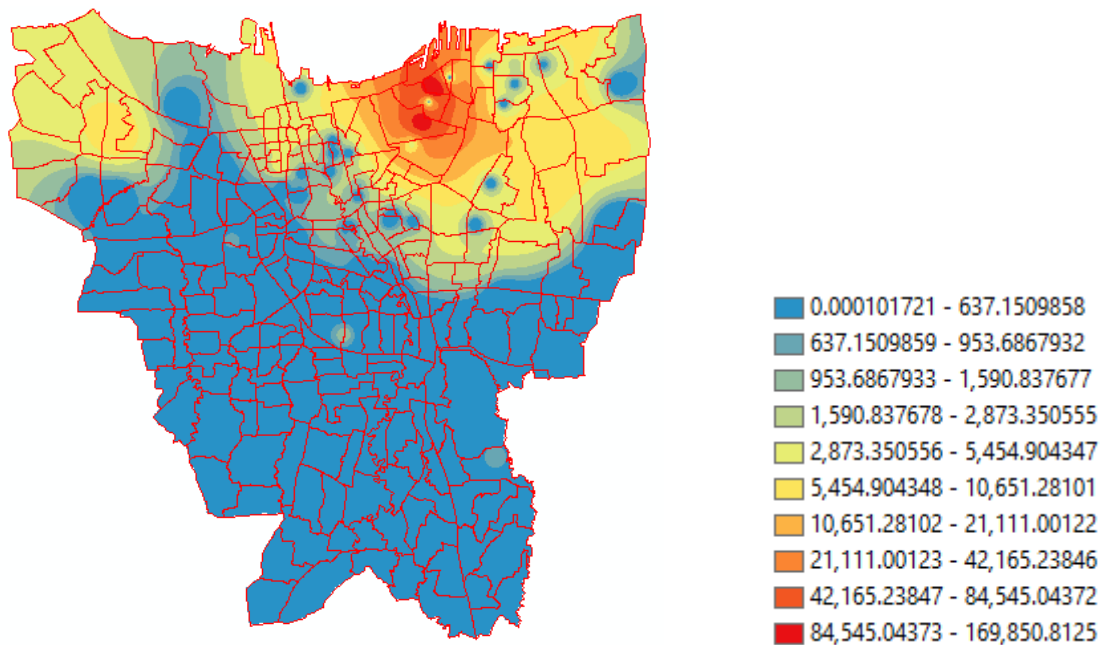 0.000101721 - 637.1509858
637.1509859 - 953.6867932
953.6867933 - 1,590.837677
1,590.837678 - 2,873.350555
2,873.350556 - 5,454.904347
5,454.904348 - 10,651.28101
10,651.28102 - 21,111.00122
21,111.00123 - 42,165.23846
42,165.23847 - 84,545.04372
84,545.04373 - 169,850.8125